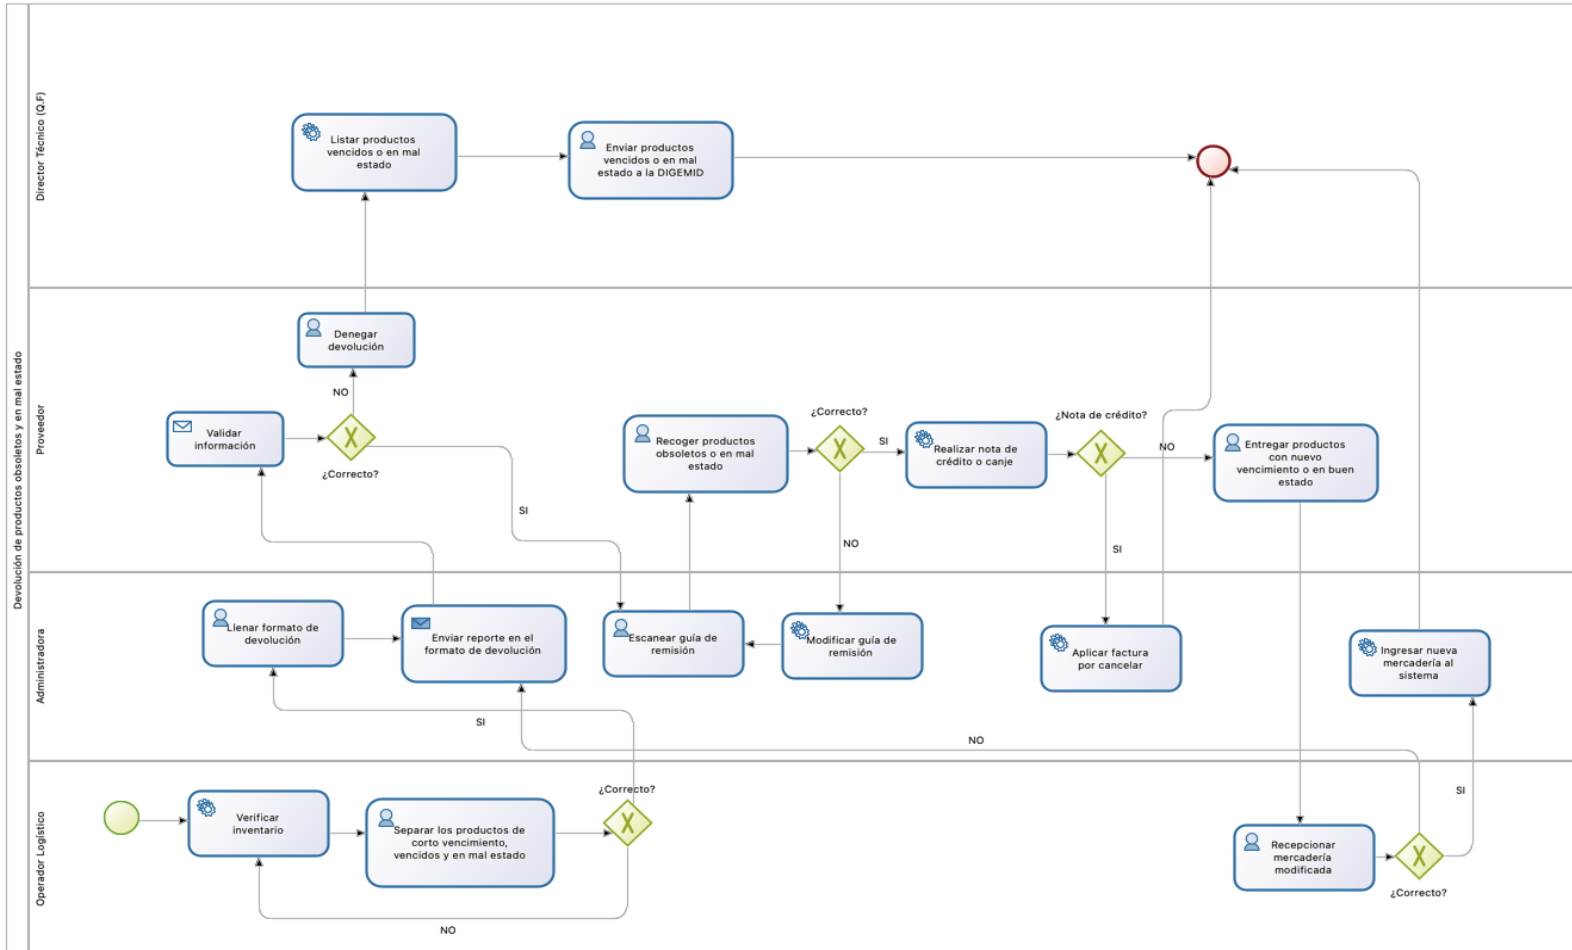 Devolución de productos obsoletos y en mal estado
Director Técnico (Q.F)
Listar productos
vencidos o en mal
estado
Enviar productos
vencidos o en mal
estado a la DIGEMID
Proveedor
Denegar
devolución
NO
Validar
información
¿Correcto?
SI
Recoger productos
obsoletos o en mal
estado
¿Correcto?
SI
NO
Realizar nota de
crédito o canje
¿Nota de crédito?
NO
SI
Entregar productos
con nuevo
vencimiento o en buen
estado
Administradora
Llenar formato de
devolución
Enviar reporte en el
formato de devolución
Escanear guía de
remisión
Modificar guía de
remisión
Aplicar factura
por cancelar
Ingresar nueva
mercadería al
sistema
SI
NO
Operador Logístico
Verificar
inventario
Separar los productos de
corto vencimiento,
vencidos y en mal estado
¿Correcto?
NO
Recepcionar
mercadería
modificada
SI
¿Correcto?